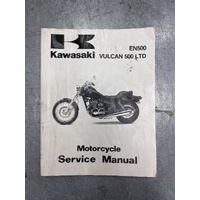 Kawasaki
EN500
VULCAN 500 LTD
Motorcycle
Service Manual